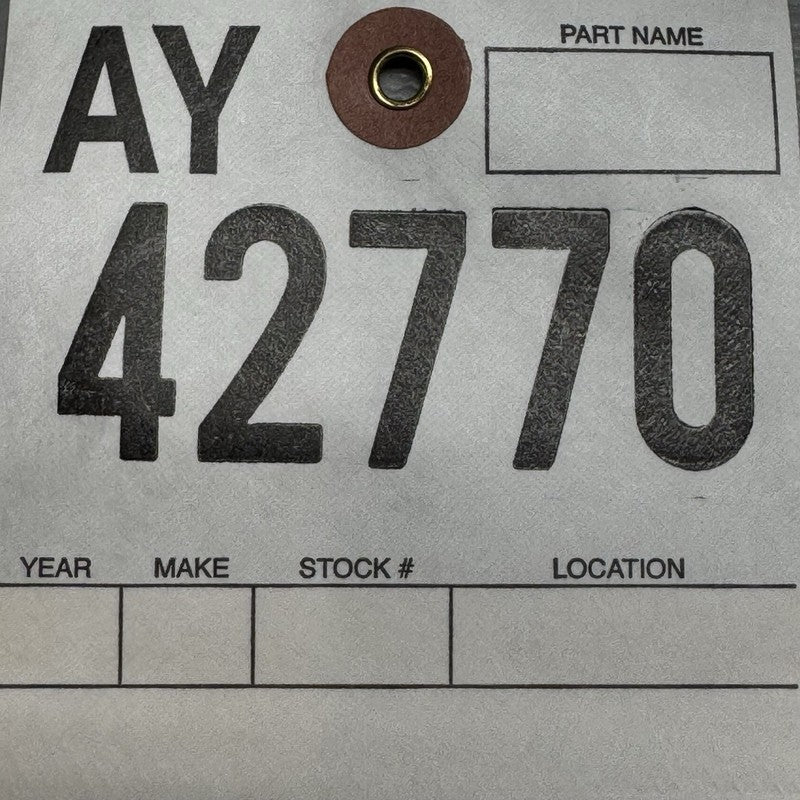 AY
PART NAME
42770
YEAR MAKE STOCK # LOCATION